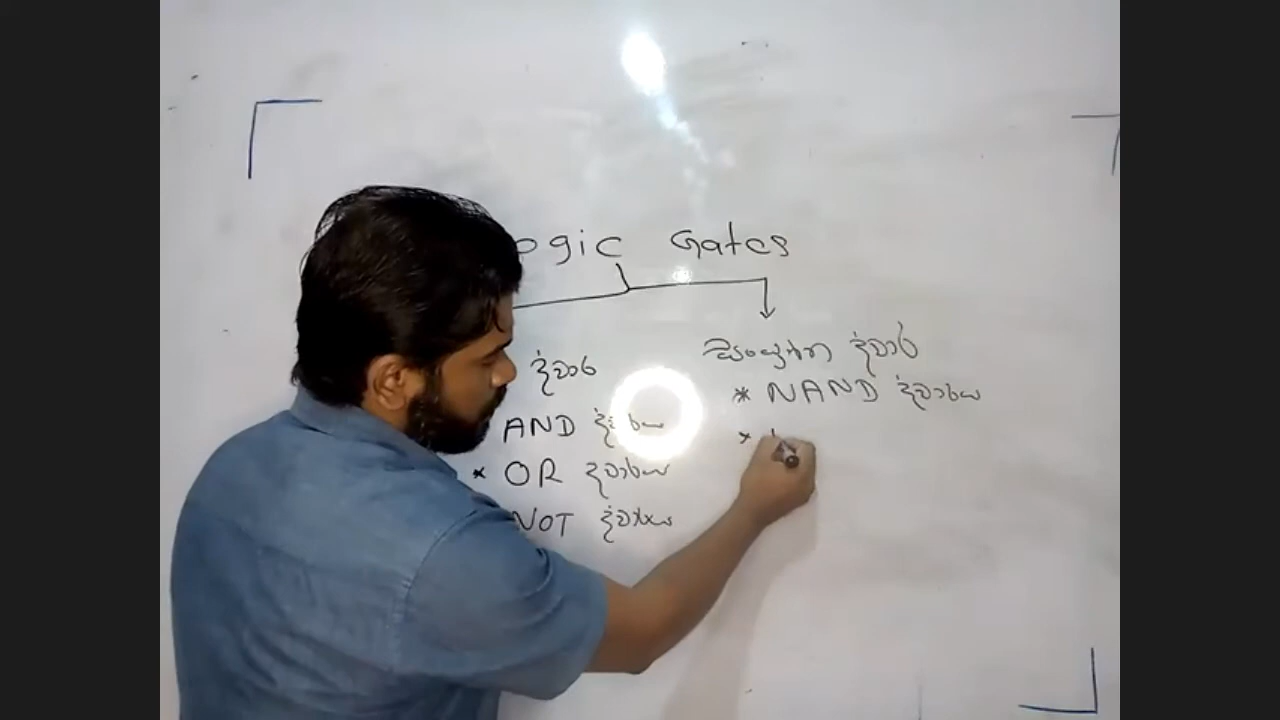 ogic Gates
ද්වාර
AND ද්වාරය
* OR ද්වාරය
NOT ද්වාරය
සංයුක්ත ද්වාර
* NAND ද්වාරය
*